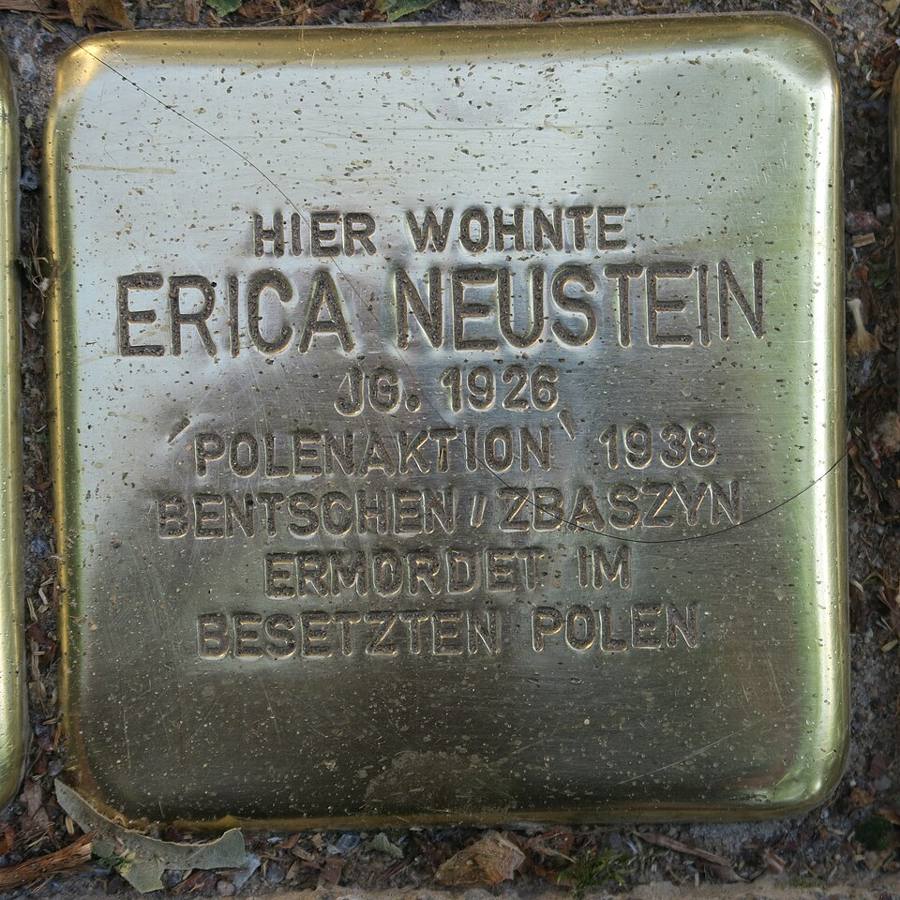 HIER WOHNTE
ERICA NEUSTEIN
JG. 1926
'POLENAKTION' 1938
BENTSCHEN/ZBASZYN
ERMORDET IM
BESETZTEN POLEN